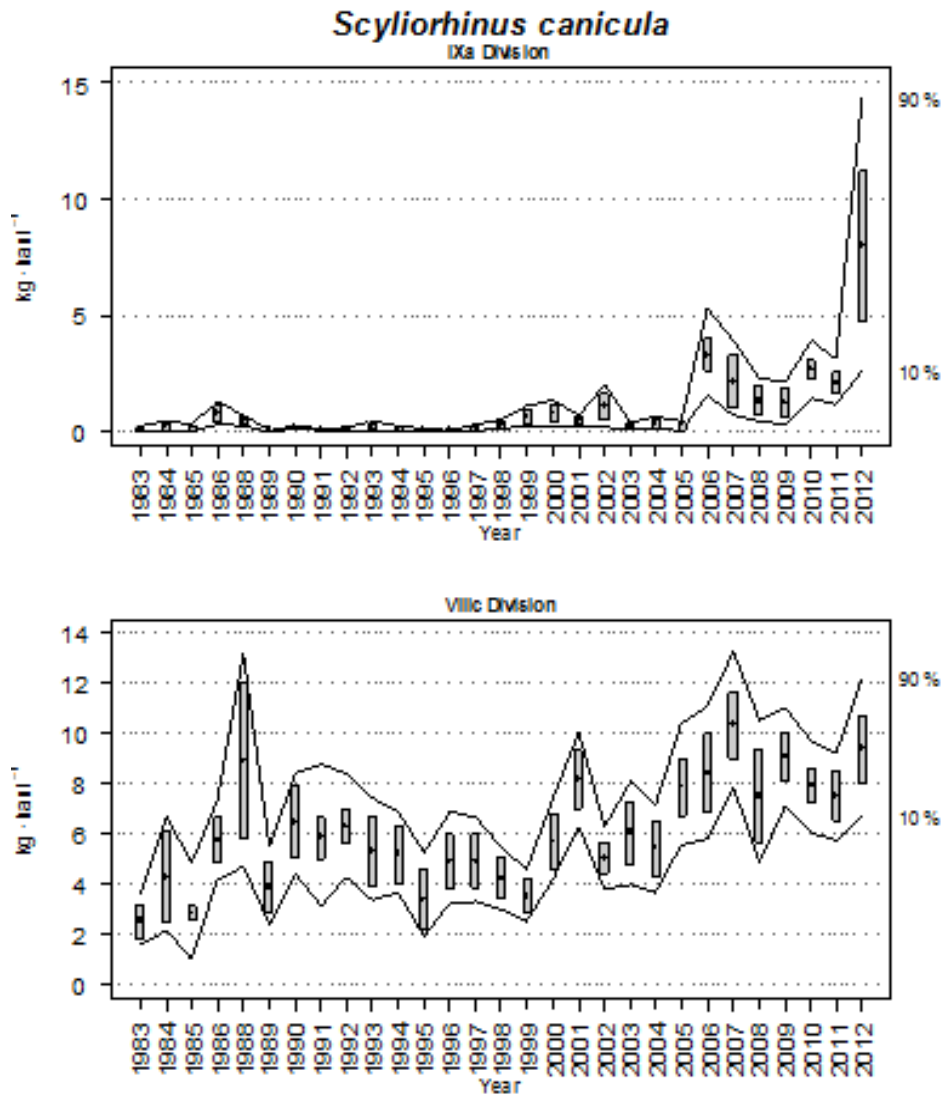 Scyliorhinus canicula
IXa Division
15
90 %
10
kg · haul⁻¹
5
10 %
0
1983 1984 1985 1986 1988 1989 1990 1991 1992 1993 1994 1995 1996 1997 1998 1999 2000 2001 2002 2003 2004 2005 2006 2007 2008 2009 2010 2011 2012
Year
VIIIc Division
14
12
90 %
10
8
kg · haul⁻¹
10 %
6
4
2
0
1983 1984 1985 1986 1988 1989 1990 1991 1992 1993 1994 1995 1996 1997 1998 1999 2000 2001 2002 2003 2004 2005 2006 2007 2008 2009 2010 2011 2012
Year